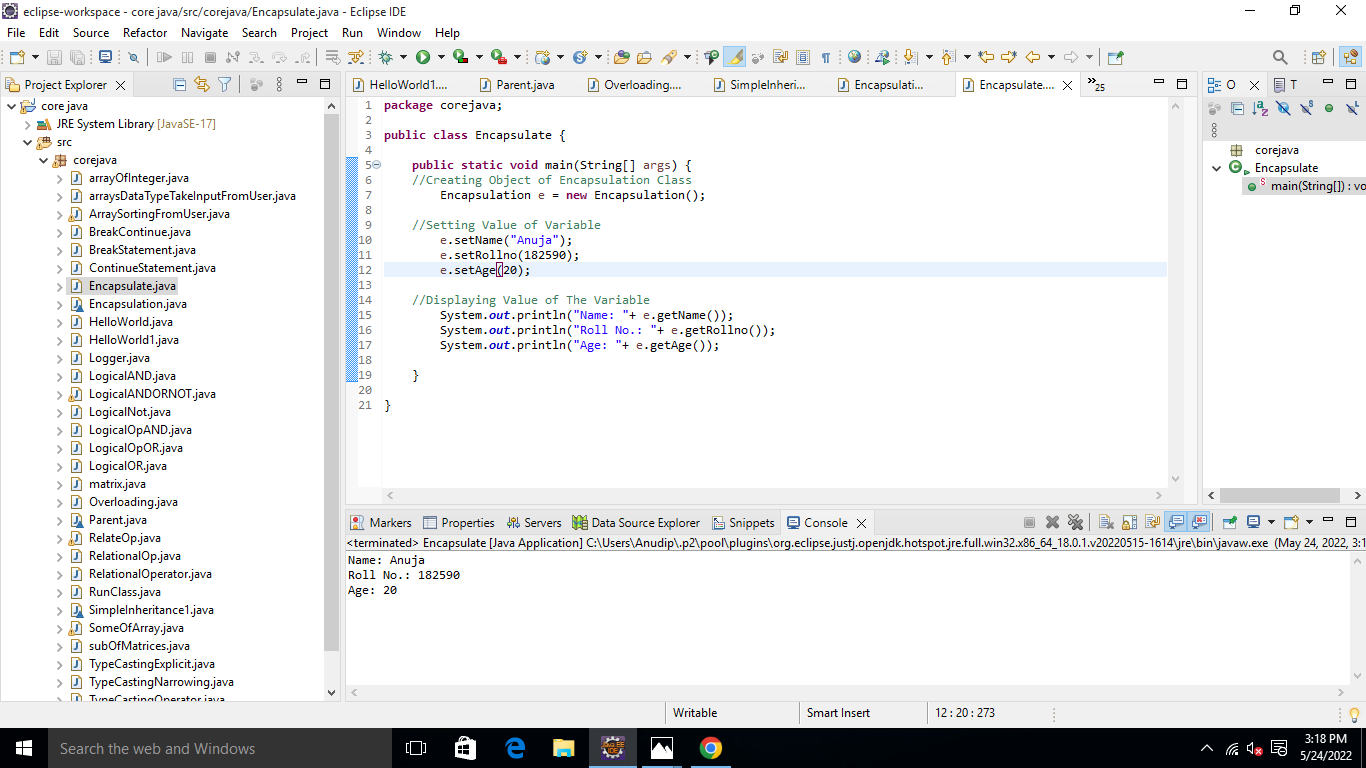 eclipse-workspace - core java/src/corejava/Encapsulate.java - Eclipse IDE
File Edit Source Refactor Navigate Search Project Run Window Help
Project Explorer
core java
JRE System Library [JavaSE-17]
src
corejava
arrayOfInteger.java
arraysDataTypeTakeInputFromUser.java
ArraySortingFromUser.java
BreakContinue.java
BreakStatement.java
ContinueStatement.java
Encapsulate.java
Encapsulation.java
HelloWorld.java
HelloWorld1.java
Logger.java
LogicalAND.java
LogicalANDORNOT.java
LogicalNot.java
LogicalOpAND.java
LogicalOpOR.java
LogicalOR.java
matrix.java
Overloading.java
Parent.java
RelateOp.java
RelationalOp.java
RelationalOperator.java
RunClass.java
SimpleInheritance1.java
SomeOfArray.java
subOfMatrices.java
TypeCastingExplicit.java
TypeCastingNarrowing.java
TypeCastingOperator.java
HelloWorld1.... Parent.java Overloading.... SimpleInheri... Encapsulati... Encapsulate.... »25
1 package corejava;
2
3 public class Encapsulate {
4
5 public static void main(String[] args) {
6 //Creating Object of Encapsulation Class
7 Encapsulation e = new Encapsulation();
8
9 //Setting Value of Variable
10 e.setName("Anuja");
11 e.setRollno(182590);
12 e.setAge(20);
13
14 //Displaying Value of The Variable
15 System.out.println("Name: "+ e.getName());
16 System.out.println("Roll No.: "+ e.getRollno());
17 System.out.println("Age: "+ e.getAge());
18
19 }
20
21 }
O T
corejava
Encapsulate
main(String[]) : vo
Markers Properties Servers Data Source Explorer Snippets Console
<terminated> Encapsulate [Java Application] C:\Users\Anudip\.p2\pool\plugins\org.eclipse.justj.openjdk.hotspot.jre.full.win32.x86_64_18.0.1.v20220515-1614\jre\bin\javaw.exe (May 24, 2022, 3:1
Name: Anuja
Roll No.: 182590
Age: 20
Writable Smart Insert 12 : 20 : 273
Search the web and Windows
3:18 PM
5/24/2022